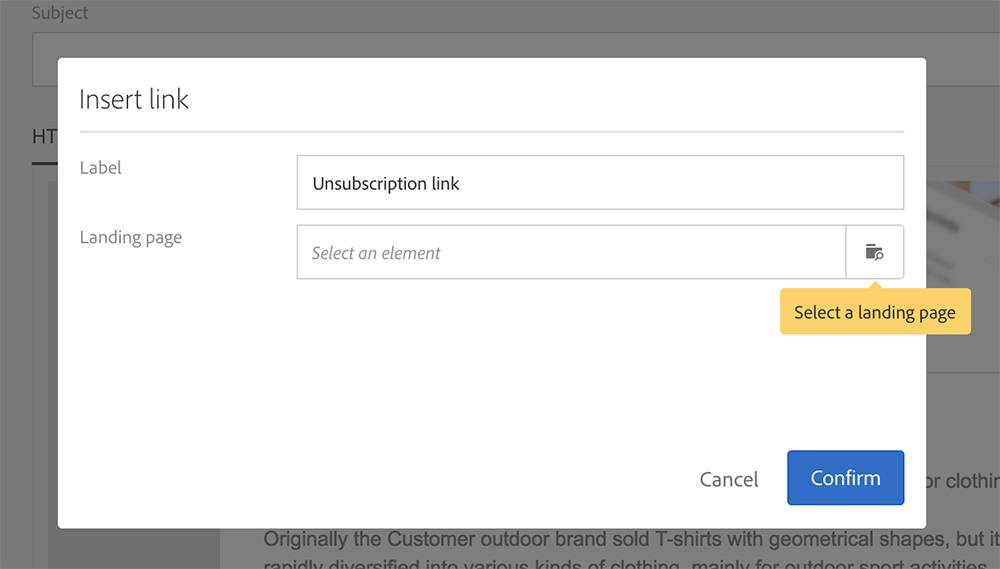 Subject
Insert link
HT
Label
Unsubscription link
Landing page
Select an element
Select a landing page
Cancel
Confirm
or clothin
Originally the Customer outdoor brand sold T-shirts with geometrical shapes, but it
rapidly diversified into various kinds of clothing, mainly for outdoor sport activities.